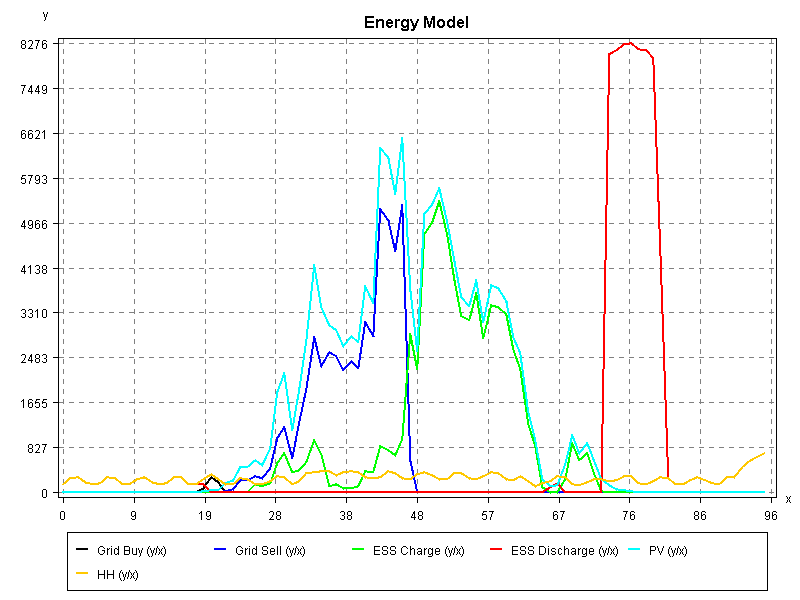 Energy Model
y
8276
7449
6621
5793
4966
4138
3310
2483
1655
827
0
0 9 19 28 38 48 57 67 76 86 96
x
Grid Buy (y/x) Grid Sell (y/x) ESS Charge (y/x) ESS Discharge (y/x) PV (y/x)
HH (y/x)